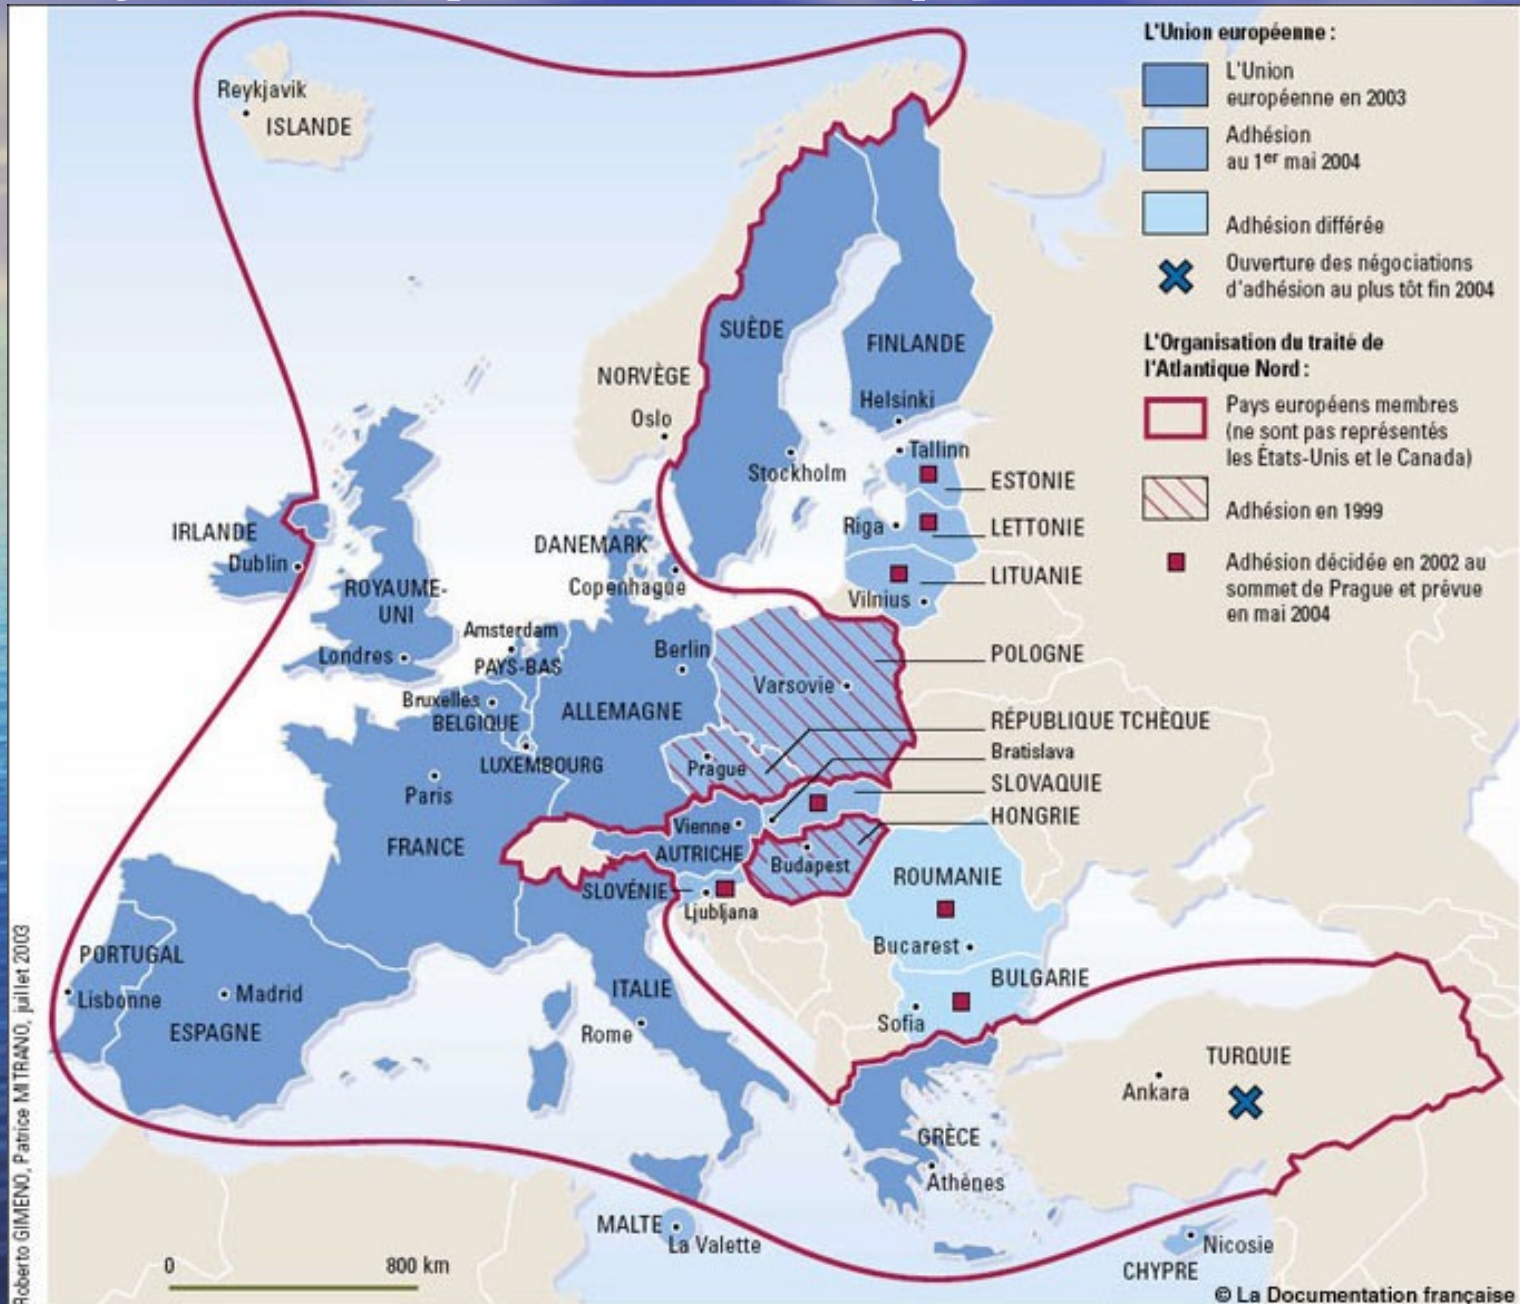 L'Union européenne :
L'Union
européenne en 2003
Adhésion
au 1er mai 2004
Adhésion différée
Ouverture des négociations
d'adhésion au plus tôt fin 2004
L'Organisation du traité de
l'Atlantique Nord :
Pays européens membres
(ne sont pas représentés
les États-Unis et le Canada)
Adhésion en 1999
Adhésion décidée en 2002 au
sommet de Prague et prévue
en mai 2004
Reykjavik
ISLANDE
SUÈDE
FINLANDE
NORVÈGE
Oslo
Helsinki
Tallinn
Stockholm
ESTONIE
Riga
LETTONIE
IRLANDE
Dublin
DANEMARK
Copenhague
LITUANIE
Vilnius
ROYAUME-
UNI
Londres
Amsterdam
PAYS-BAS
Berlin
POLOGNE
Varsovie
Bruxelles
BELGIQUE
ALLEMAGNE
RÉPUBLIQUE TCHÈQUE
LUXEMBOURG
Prague
Bratislava
Paris
SLOVAQUIE
HONGRIE
FRANCE
Vienne
AUTRICHE
Budapest
SLOVÉNIE
Ljubljana
ROUMANIE
Bucarest
PORTUGAL
Lisbonne
Madrid
ESPAGNE
ITALIE
Rome
BULGARIE
Sofia
TURQUIE
Ankara
GRÈCE
Athènes
MALTE
La Valette
Nicosie
CHYPRE
0 800 km
Roberto GIMENO, Patrice MITRANO, juillet 2003
© La Documentation française